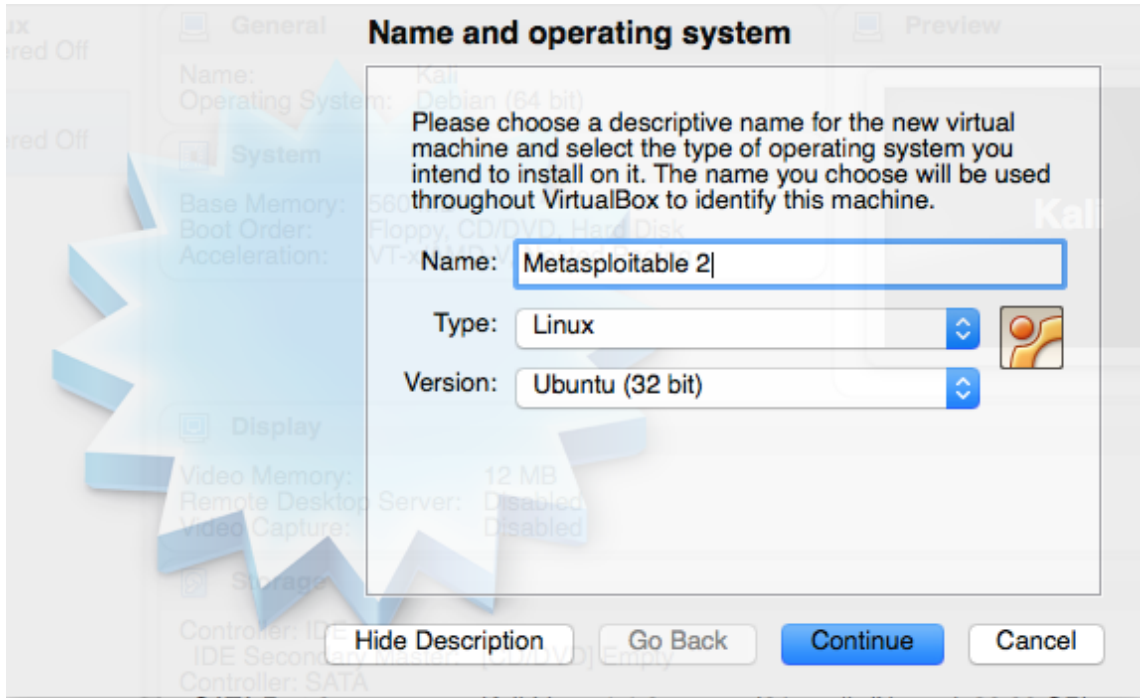 ux
General
Name and operating system
Preview
ered Off
Name: Kali
Operating System: Debian (64 bit)
Please choose a descriptive name for the new virtual
machine and select the type of operating system you
intend to install on it. The name you choose will be used
throughout VirtualBox to identify this machine.
ered Off
System
Base Memory: 560
Boot Order: Floppy, CD/DVD, Hard Disk
Acceleration:
Kali
Name: Metasploitable 2
Type: Linux
Version: Ubuntu (32 bit)
Display
Video Memory: 12 MB
Remote Desktop Server: Disabled
Video Capture: Disabled
Storage
Controller: IDE
IDE Secondary Master: [CD/DVD] Empty
Controller: SATA
Hide Description
Go Back
Continue
Cancel